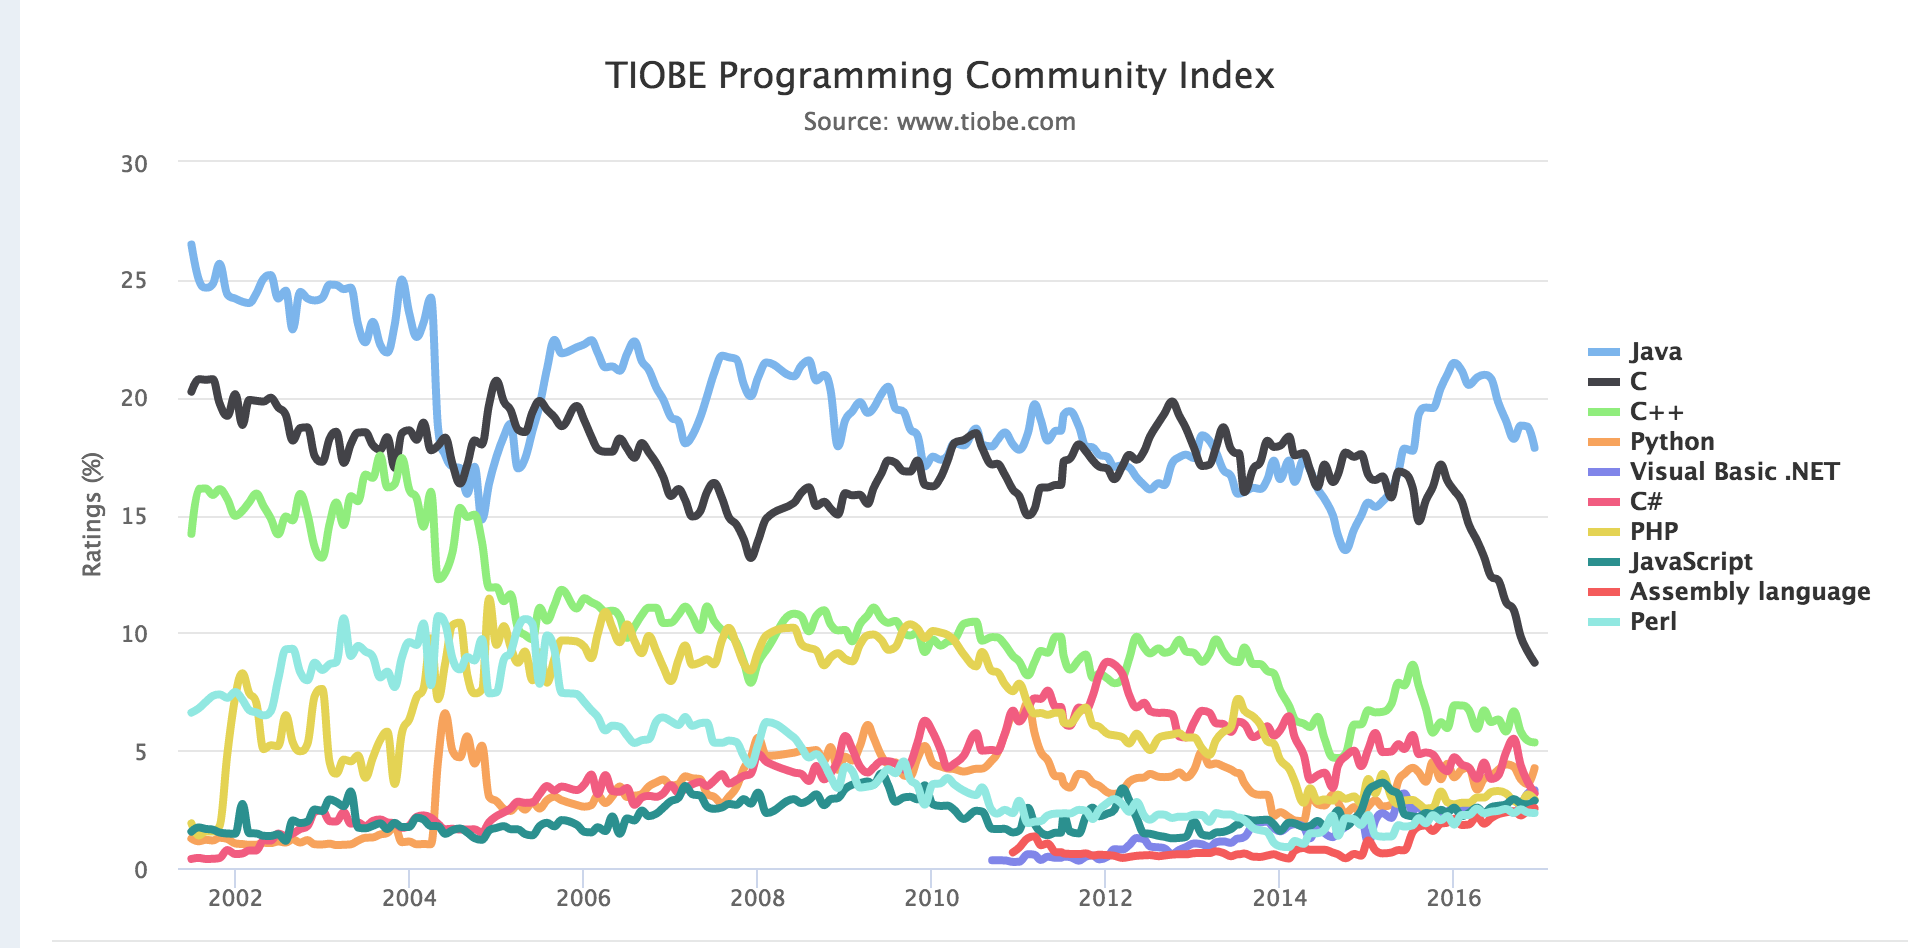 TIOBE Programming Community Index
Source: www.tiobe.com
Ratings (%)
30
25
20
15
10
5
0
2002 2004 2006 2008 2010 2012 2014 2016
Java
C
C++
Python
Visual Basic .NET
C#
PHP
JavaScript
Assembly language
Perl